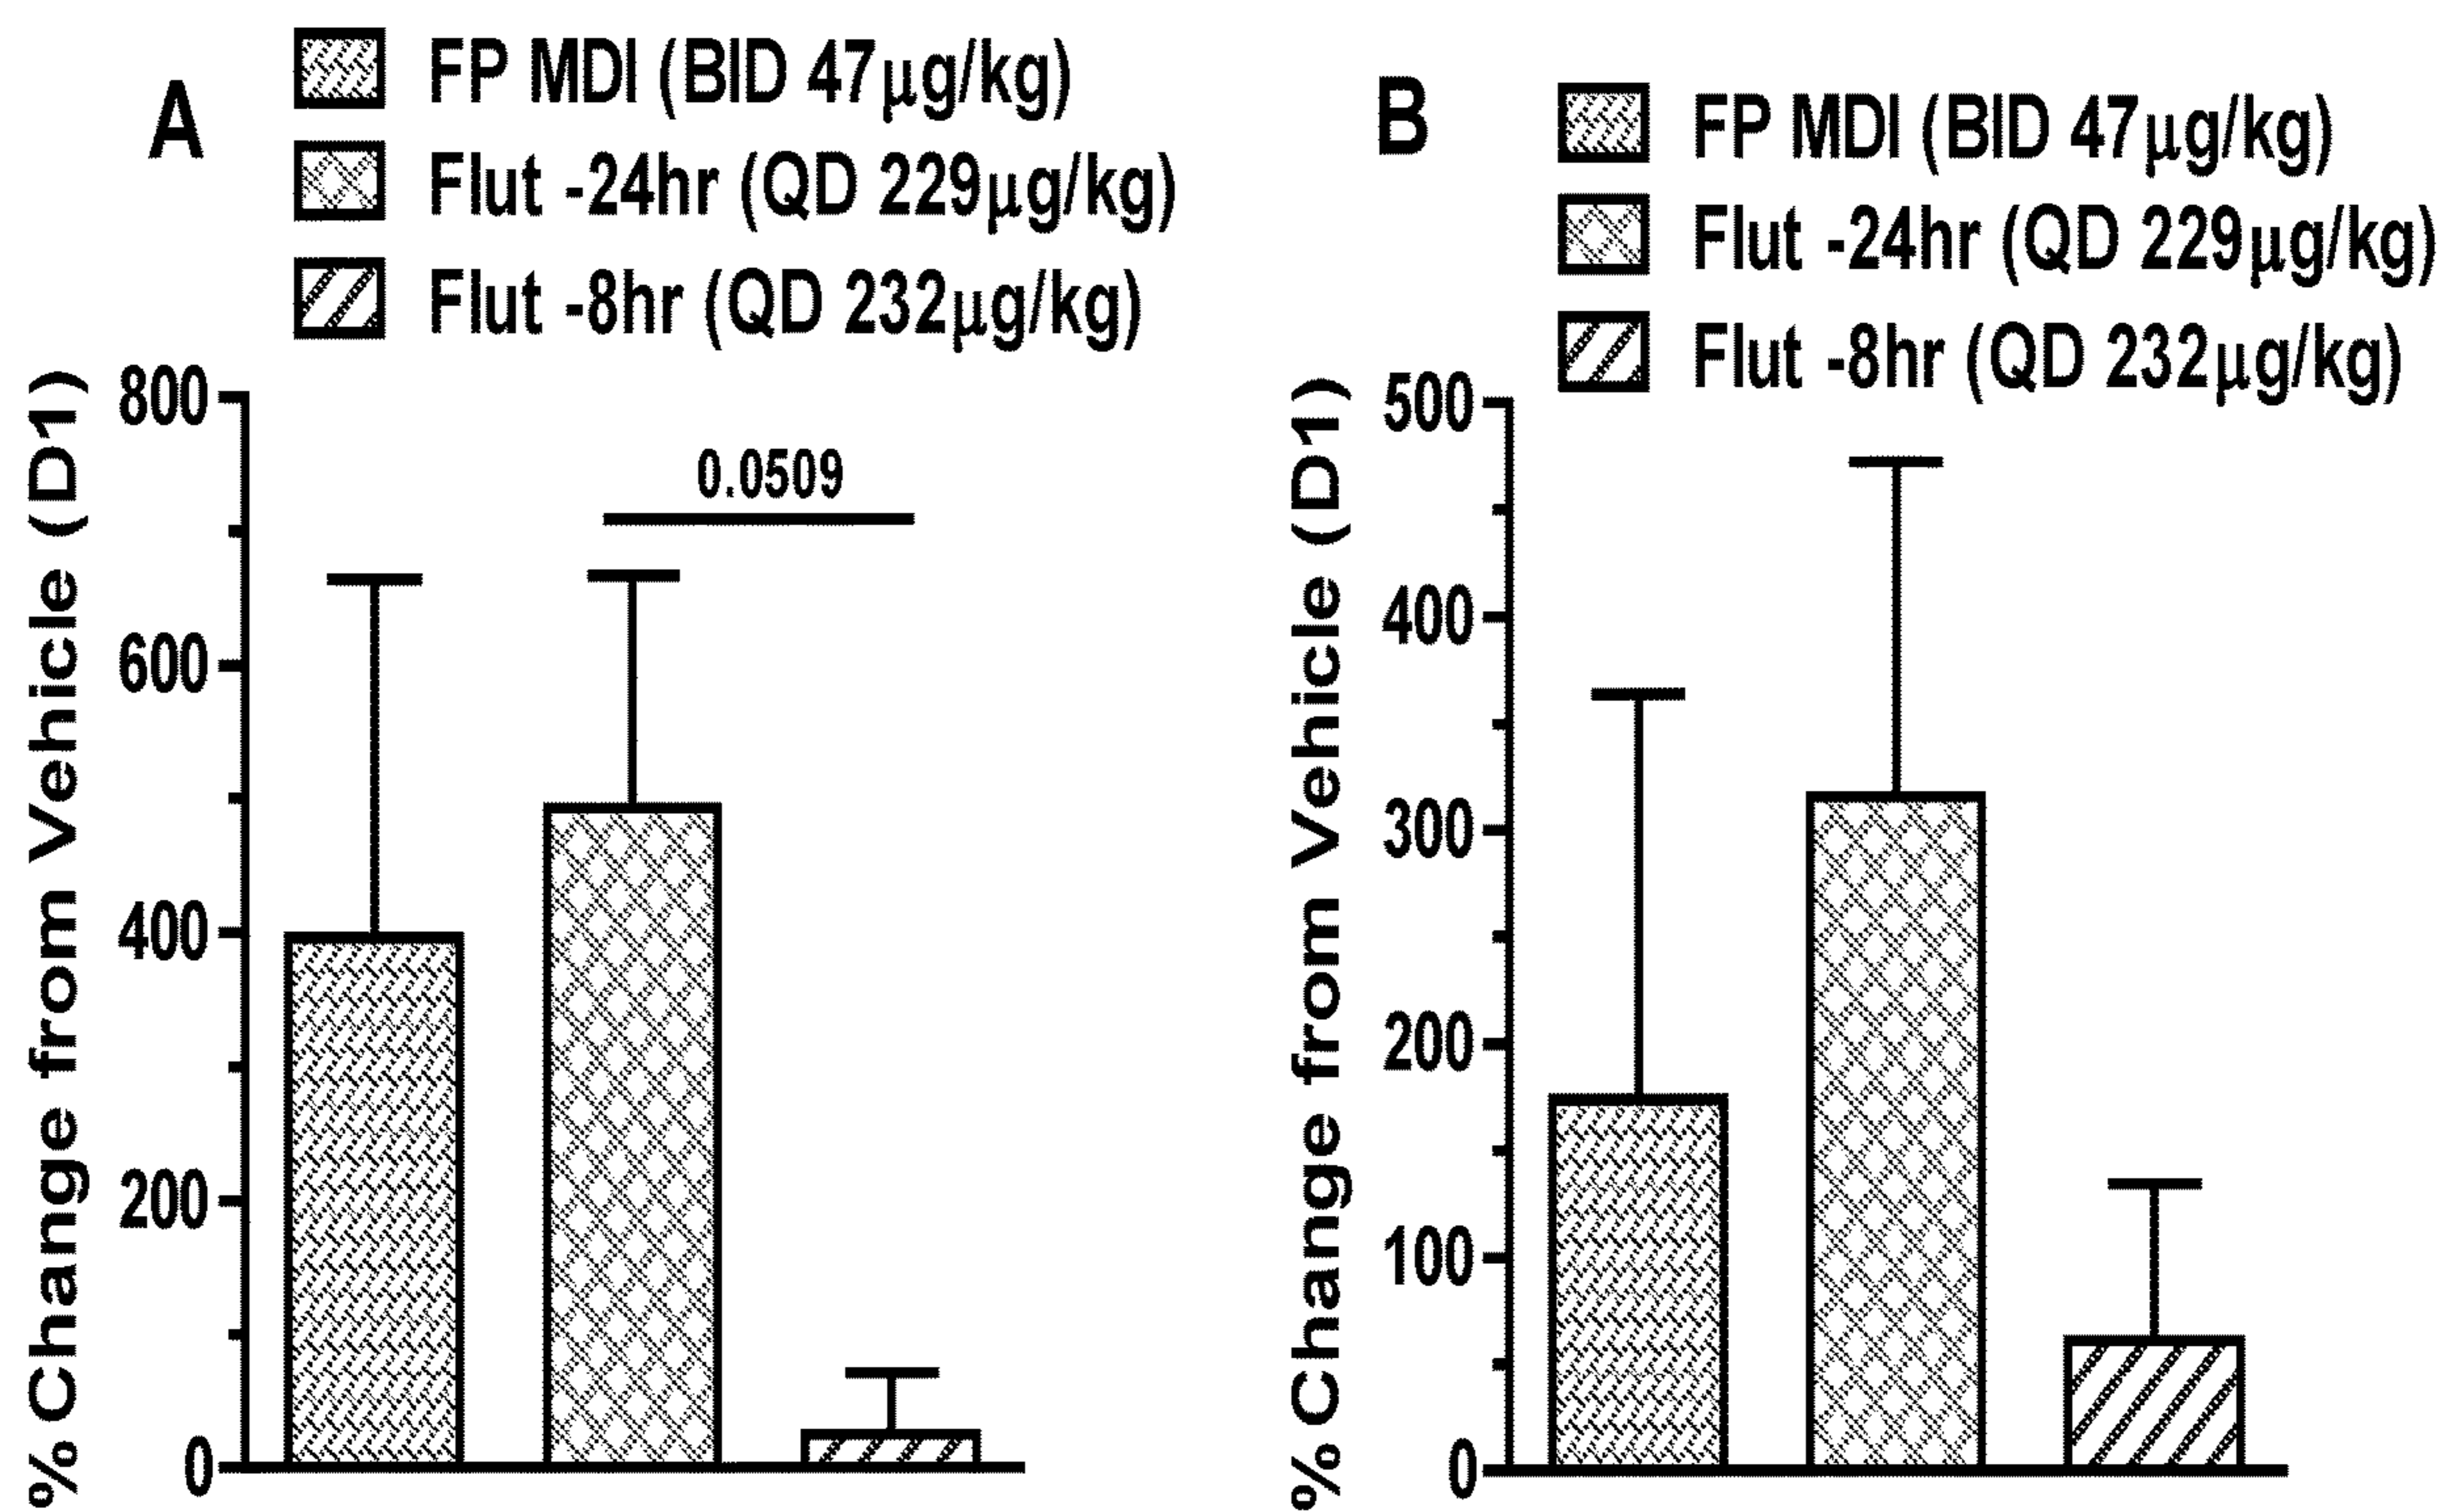 A
FP MDI (BID 47µg/kg)
Flut -24hr (QD 229µg/kg)
Flut -8hr (QD 232µg/kg)
% Change from Vehicle (D1)
800
600
400
200
0
0.0509
B
FP MDI (BID 47µg/kg)
Flut -24hr (QD 229µg/kg)
Flut -8hr (QD 232µg/kg)
% Change from Vehicle (D1)
500
400
300
200
100
0